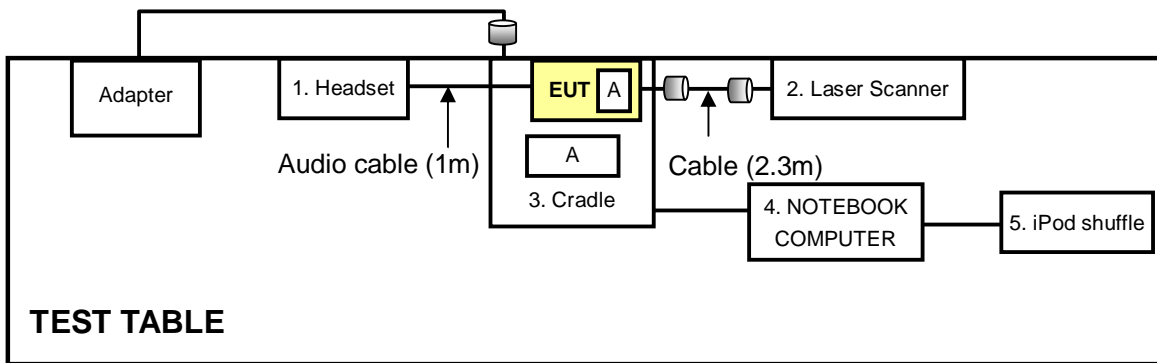 Adapter
1. Headset
EUT
A
2. Laser Scanner
Audio cable (1m)
A
Cable (2.3m)
3. Cradle
4. NOTEBOOK
COMPUTER
5. iPod shuffle
TEST TABLE